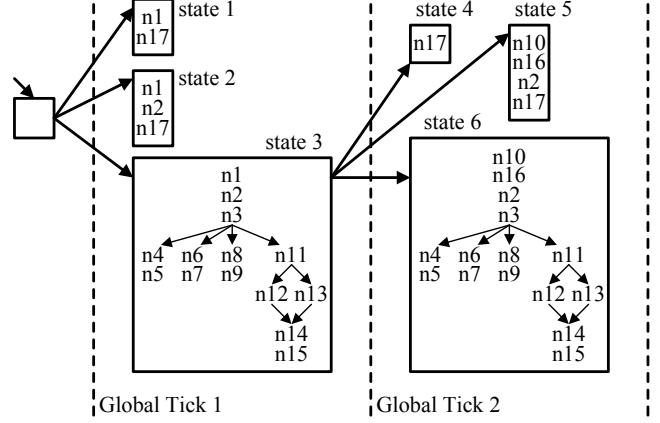 state 1
n1
n17
state 2
n1
n2
n17
state 3
n1
n2
n3
n4 n6 n8 n11
n5 n7 n9
n12 n13
n14
n15
Global Tick 1
state 4
n17
state 5
n10
n16
n2
n17
state 6
n10
n16
n2
n3
n4 n6 n8 n11
n5 n7 n9
n12 n13
n14
n15
Global Tick 2